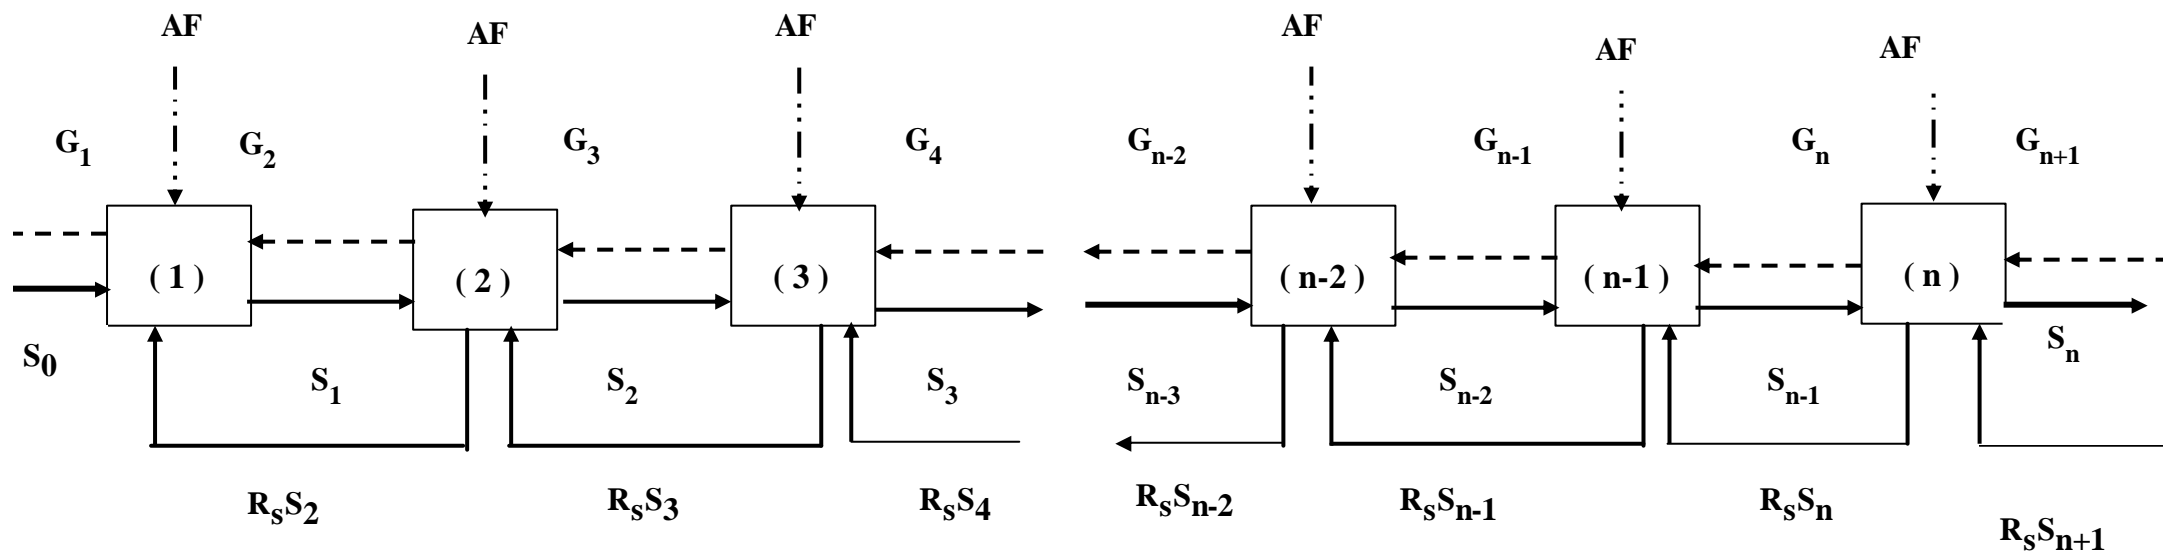 AF AF AF AF AF AF
G1 G2 G3 G4 Gn-2 Gn-1 Gn Gn+1
( 1 ) ( 2 ) ( 3 ) ( n-2 ) ( n-1 ) ( n )
S0 S1 S2 S3 Sn-3 Sn-2 Sn-1 Sn
RsS2 RsS3 RsS4 RsSn-2 RsSn-1 RsSn RsSn+1